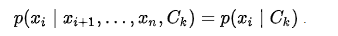 p(x_i | x_{i+1}, …, x_n, C_k) = p(x_i | C_k) .